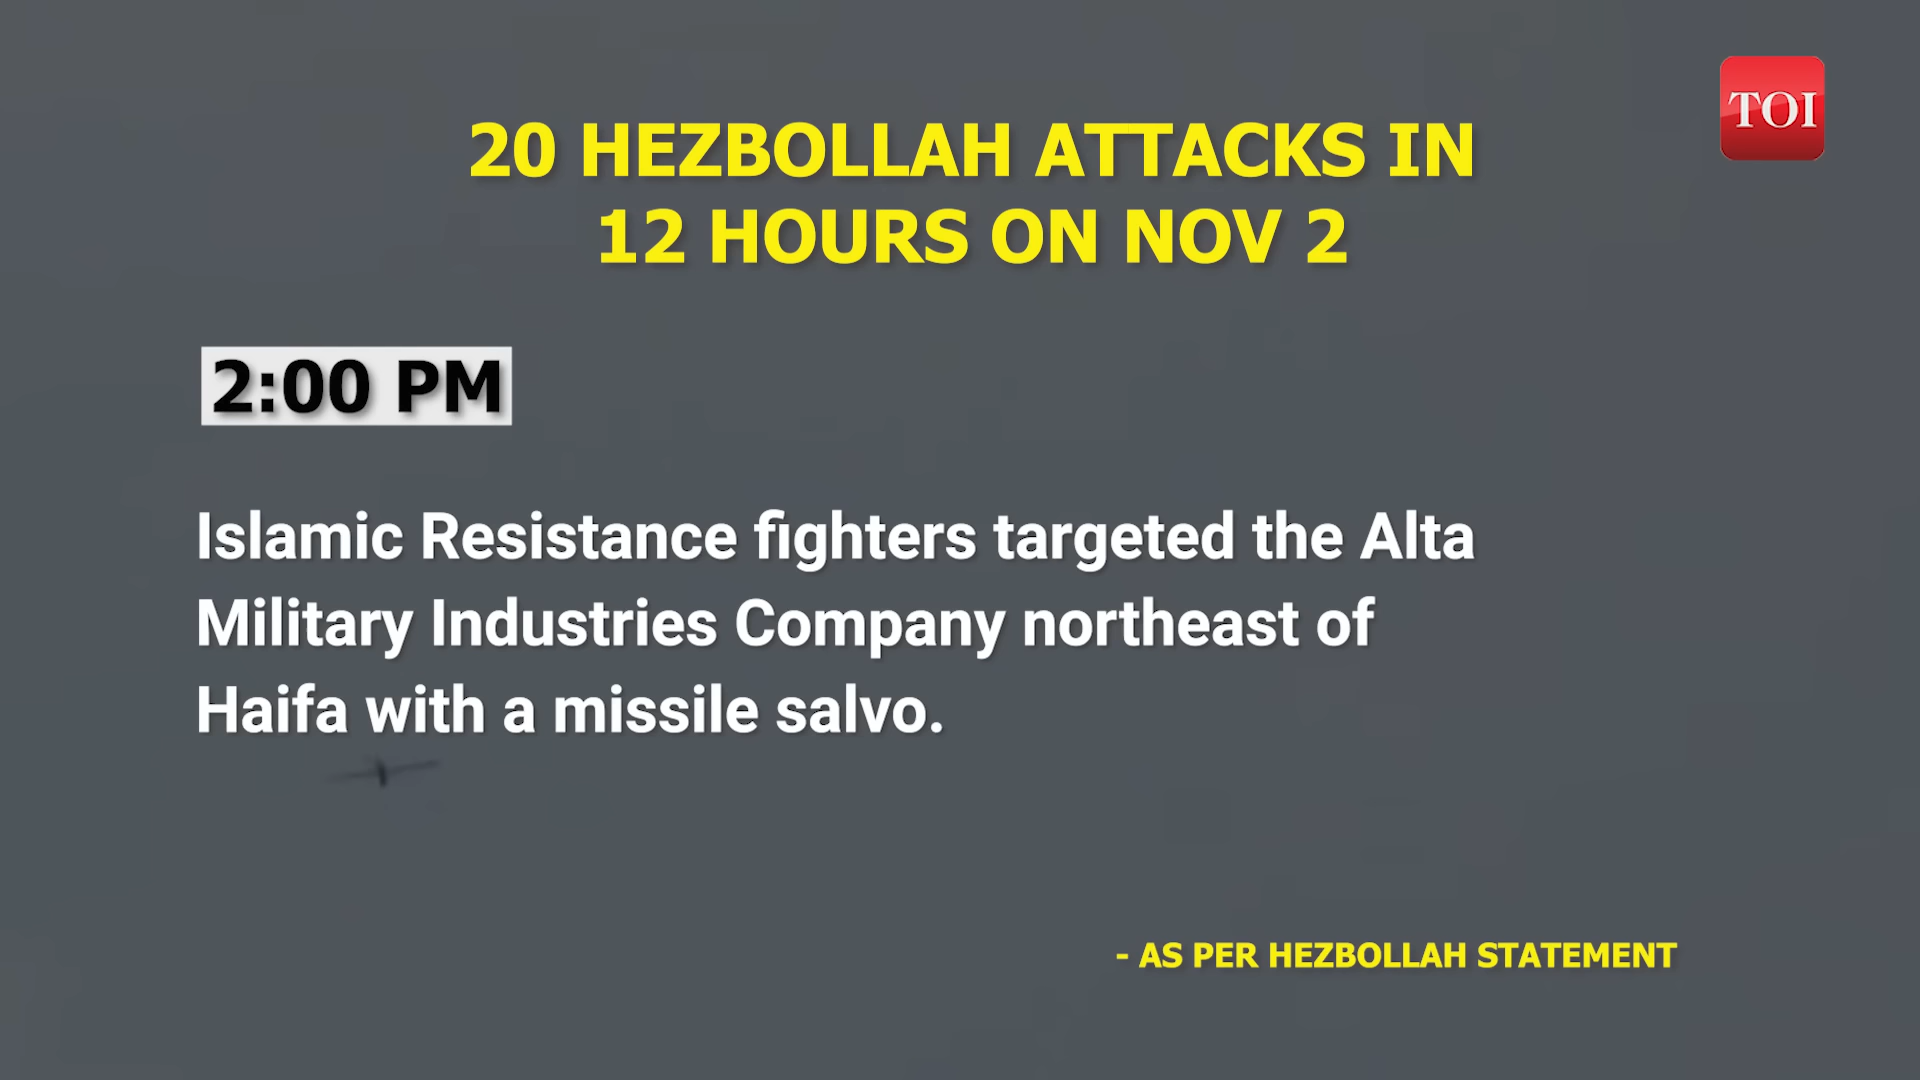 TOI
20 HEZBOLLAH ATTACKS IN
12 HOURS ON NOV 2
2:00 PM
Islamic Resistance fighters targeted the Alta
Military Industries Company northeast of
Haifa with a missile salvo.
- AS PER HEZBOLLAH STATEMENT